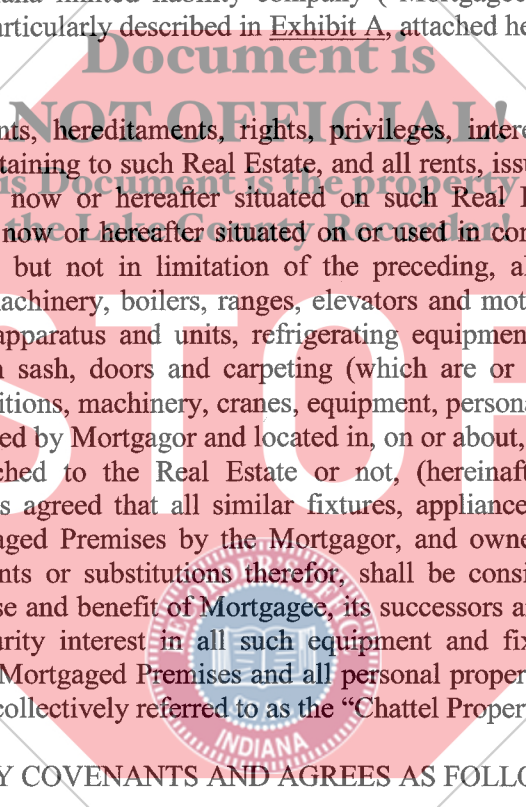 ana limited liability company ("Mortgagee
articularly described in Exhibit A, attached he
Document is
NOT OFFICIAL!
nts, hereditaments, rights, privileges, intere
taining to such Real Estate, and all rents, issu
is Document is the property
now or hereafter situated on such Real E
the Lake County Recorder!
now or hereafter situated on or used in con
but not in limitation of the preceding, al
achinery, boilers, ranges, elevators and mot
apparatus and units, refrigerating equipmen
sash, doors and carpeting (which are or
STOP
itions, machinery, cranes, equipment, persona
ed by Mortgagor and located in, on or about,
ched to the Real Estate or not, (hereinaft
s agreed that all similar fixtures, appliance
aged Premises by the Mortgagor, and owne
nts or substitutions therefor, shall be consi
se and benefit of Mortgagee, its successors a
urity interest in all such equipment and fix
Mortgaged Premises and all personal proper
collectively referred to as the "Chattel Proper
INDIANA
Y COVENANTS AND AGREES AS FOLLO